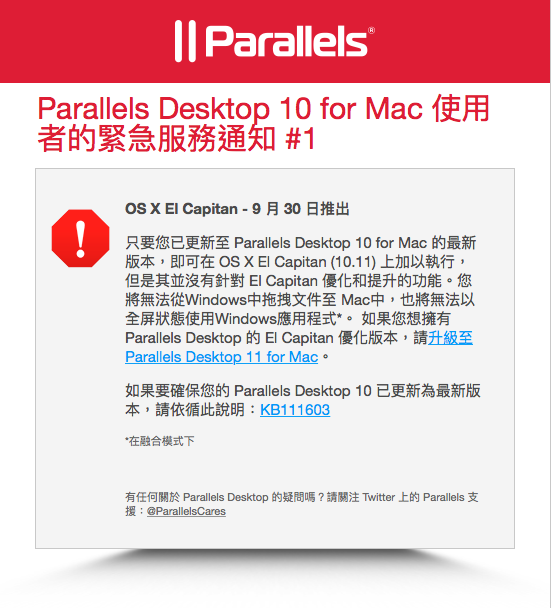 Parallels®
Parallels Desktop 10 for Mac 使用
者的緊急服務通知 #1
OS X El Capitan - 9 月 30 日推出
只要您已更新至 Parallels Desktop 10 for Mac 的最新
版本，即可在 OS X El Capitan (10.11) 上加以執行，
但是其並沒有針對 El Capitan 優化和提升的功能。您
將無法從Windows中拖拽文件至 Mac中，也將無法以
全屏狀態使用Windows應用程式*。 如果您想擁有
Parallels Desktop 的 El Capitan 優化版本，請升級至
Parallels Desktop 11 for Mac。
如果要確保您的 Parallels Desktop 10 已更新為最新版
本，請依循此說明：KB111603
*在融合模式下
有任何關於 Parallels Desktop 的疑問嗎？請關注 Twitter 上的 Parallels 支
援：@ParallelsCares